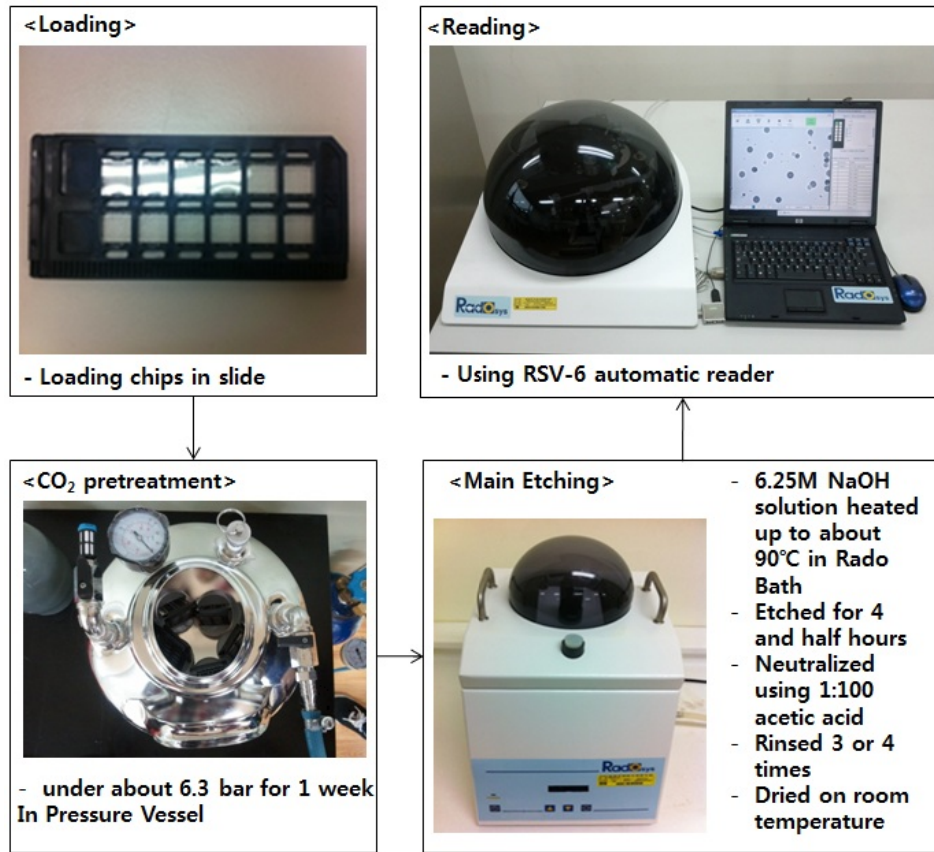 <Loading>
- Loading chips in slide
<CO₂ pretreatment>
- under about 6.3 bar for 1 week
In Pressure Vessel
<Main Etching>
- 6.25M NaOH
solution heated
up to about
90℃ in Rado
Bath
- Etched for 4
and half hours
- Neutralized
using 1:100
acetic acid
- Rinsed 3 or 4
times
- Dried on room
temperature
Radosys
<Reading>
Radosys
Radosys
- Using RSV-6 automatic reader